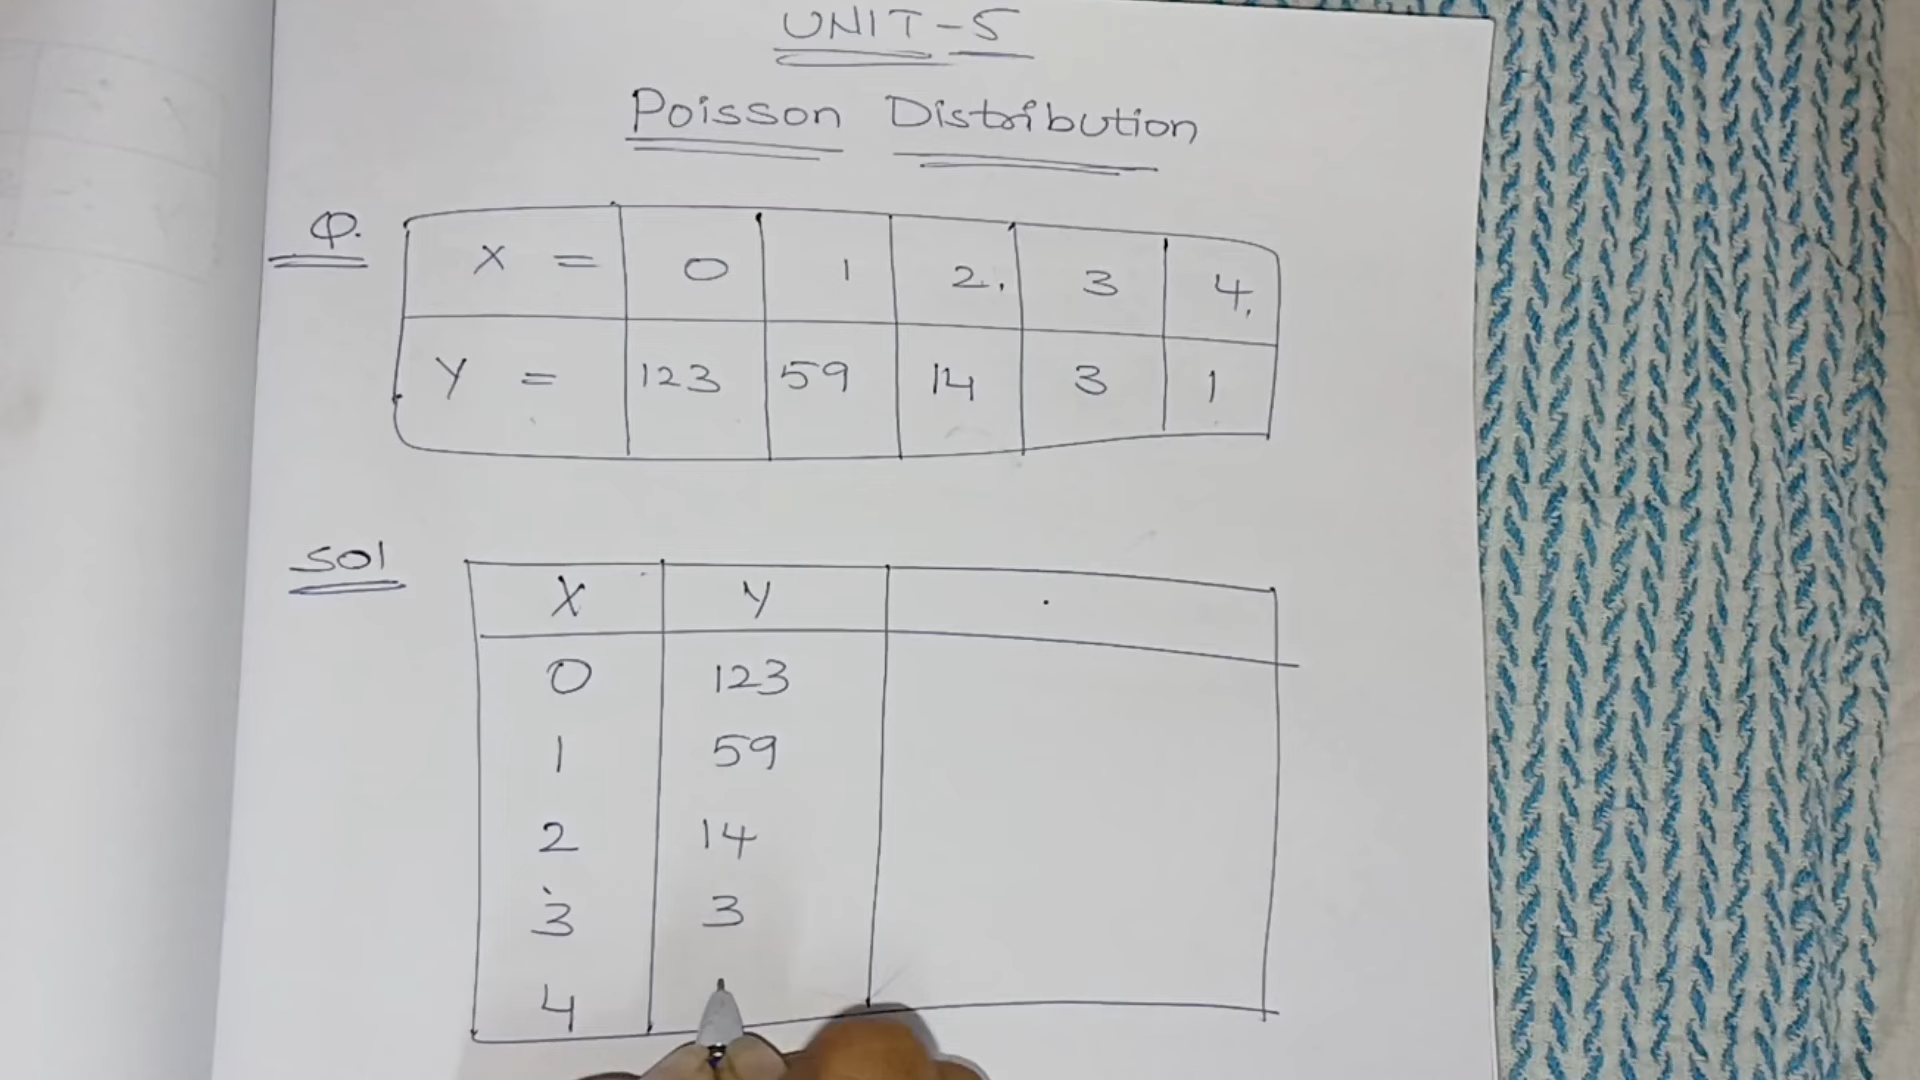 UNIT-5
Poisson Distribution
Q.
X = 0 1 2. 3 4.
Y = 123 59 14 3 1
Sol
X Y
0 123
1 59
2 14
3 3
4